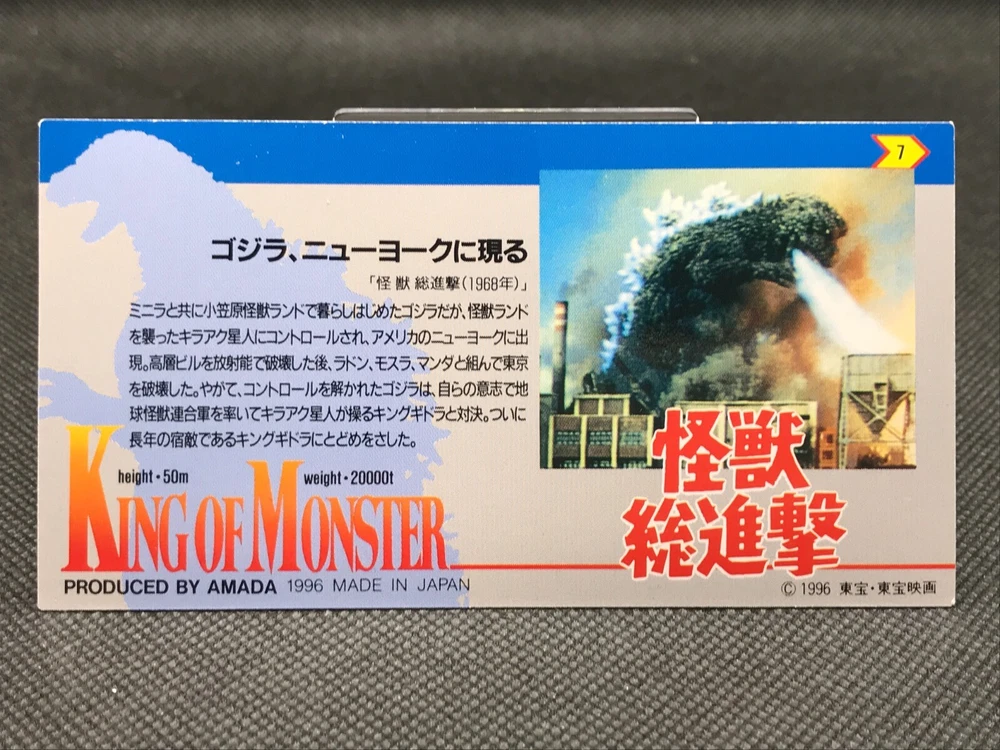 7
ゴジラ、ニューヨークに現る
「怪獣総進撃(1968年)」
ミニラと共に小笠原怪獣ランドで暮らしはじめたゴジラだが、怪獣ランド
を襲ったキラアク星人にコントロールされ、アメリカのニューヨークに出
現。高層ビルを放射能で破壊した後、ラドン、モスラ、マンダと組んで東京
を破壊した。やがて、コントロールを解かれたゴジラは、自らの意志で地
球怪獣連合軍を率いてキラアク星人が操るキングギドラと対決。ついに
長年の宿敵であるキングギドラにとどめをさした。
height・50m weight・20000t
KING OF MONSTER
怪獣
総進撃
PRODUCED BY AMADA 1996 MADE IN JAPAN
© 1996 東宝・東宝映画